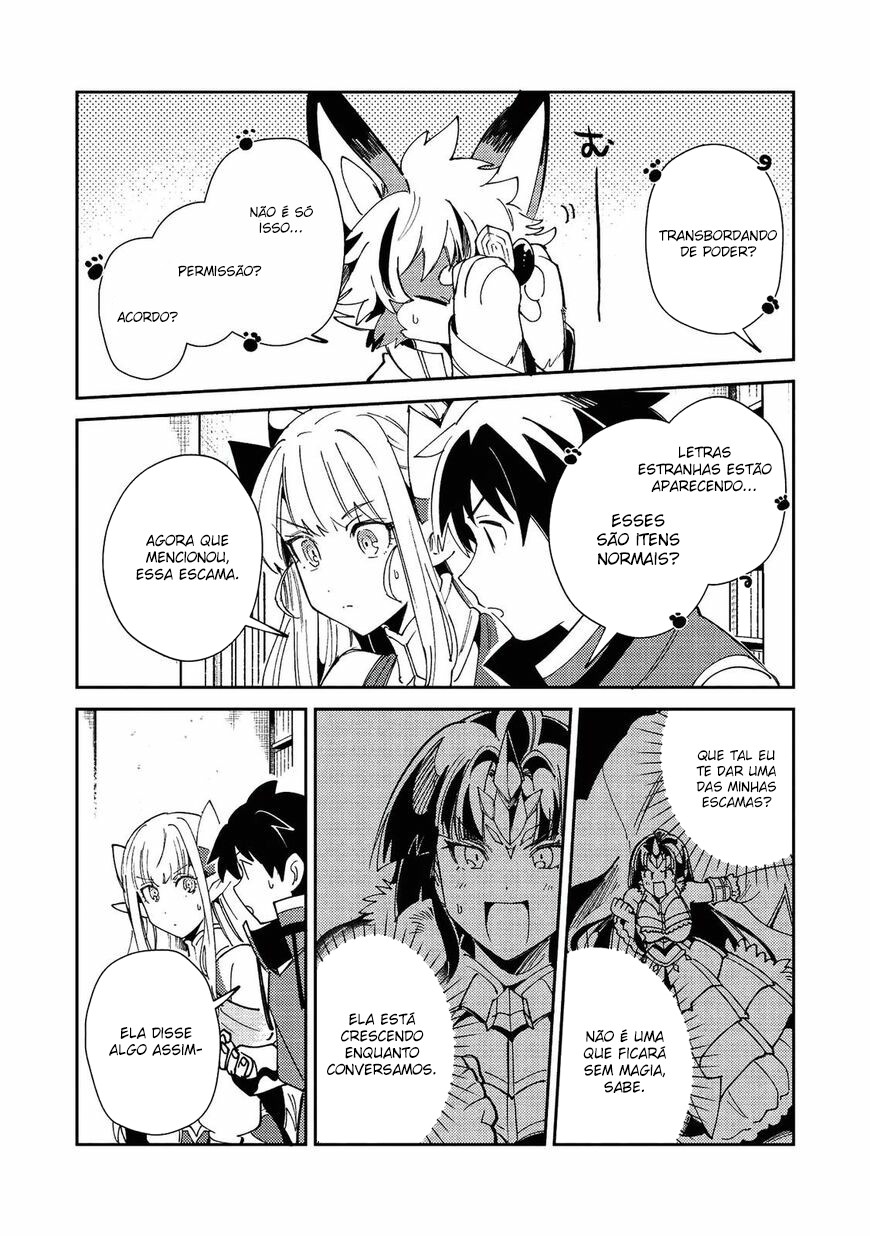 む
TRANSBORDANDO
DE PODER?
NÃO É SÓ
ISSO...
PERMISSÃO?
ACORDO?
LETRAS
ESTRANHAS ESTÃO
APARECENDO...
ESSES
SÃO ITENS
NORMAIS?
AGORA QUE
MENCIONOU,
ESSA ESCAMA.
QUE TAL EU
TE DAR UMA
DAS MINHAS
ESCAMAS?
NÃO É UMA
QUE FICARÁ
SEM MAGIA,
SABE.
ELA ESTÁ
CRESCENDO
ENQUANTO
CONVERSAMOS.
ELA DISSE
ALGO ASSIM-